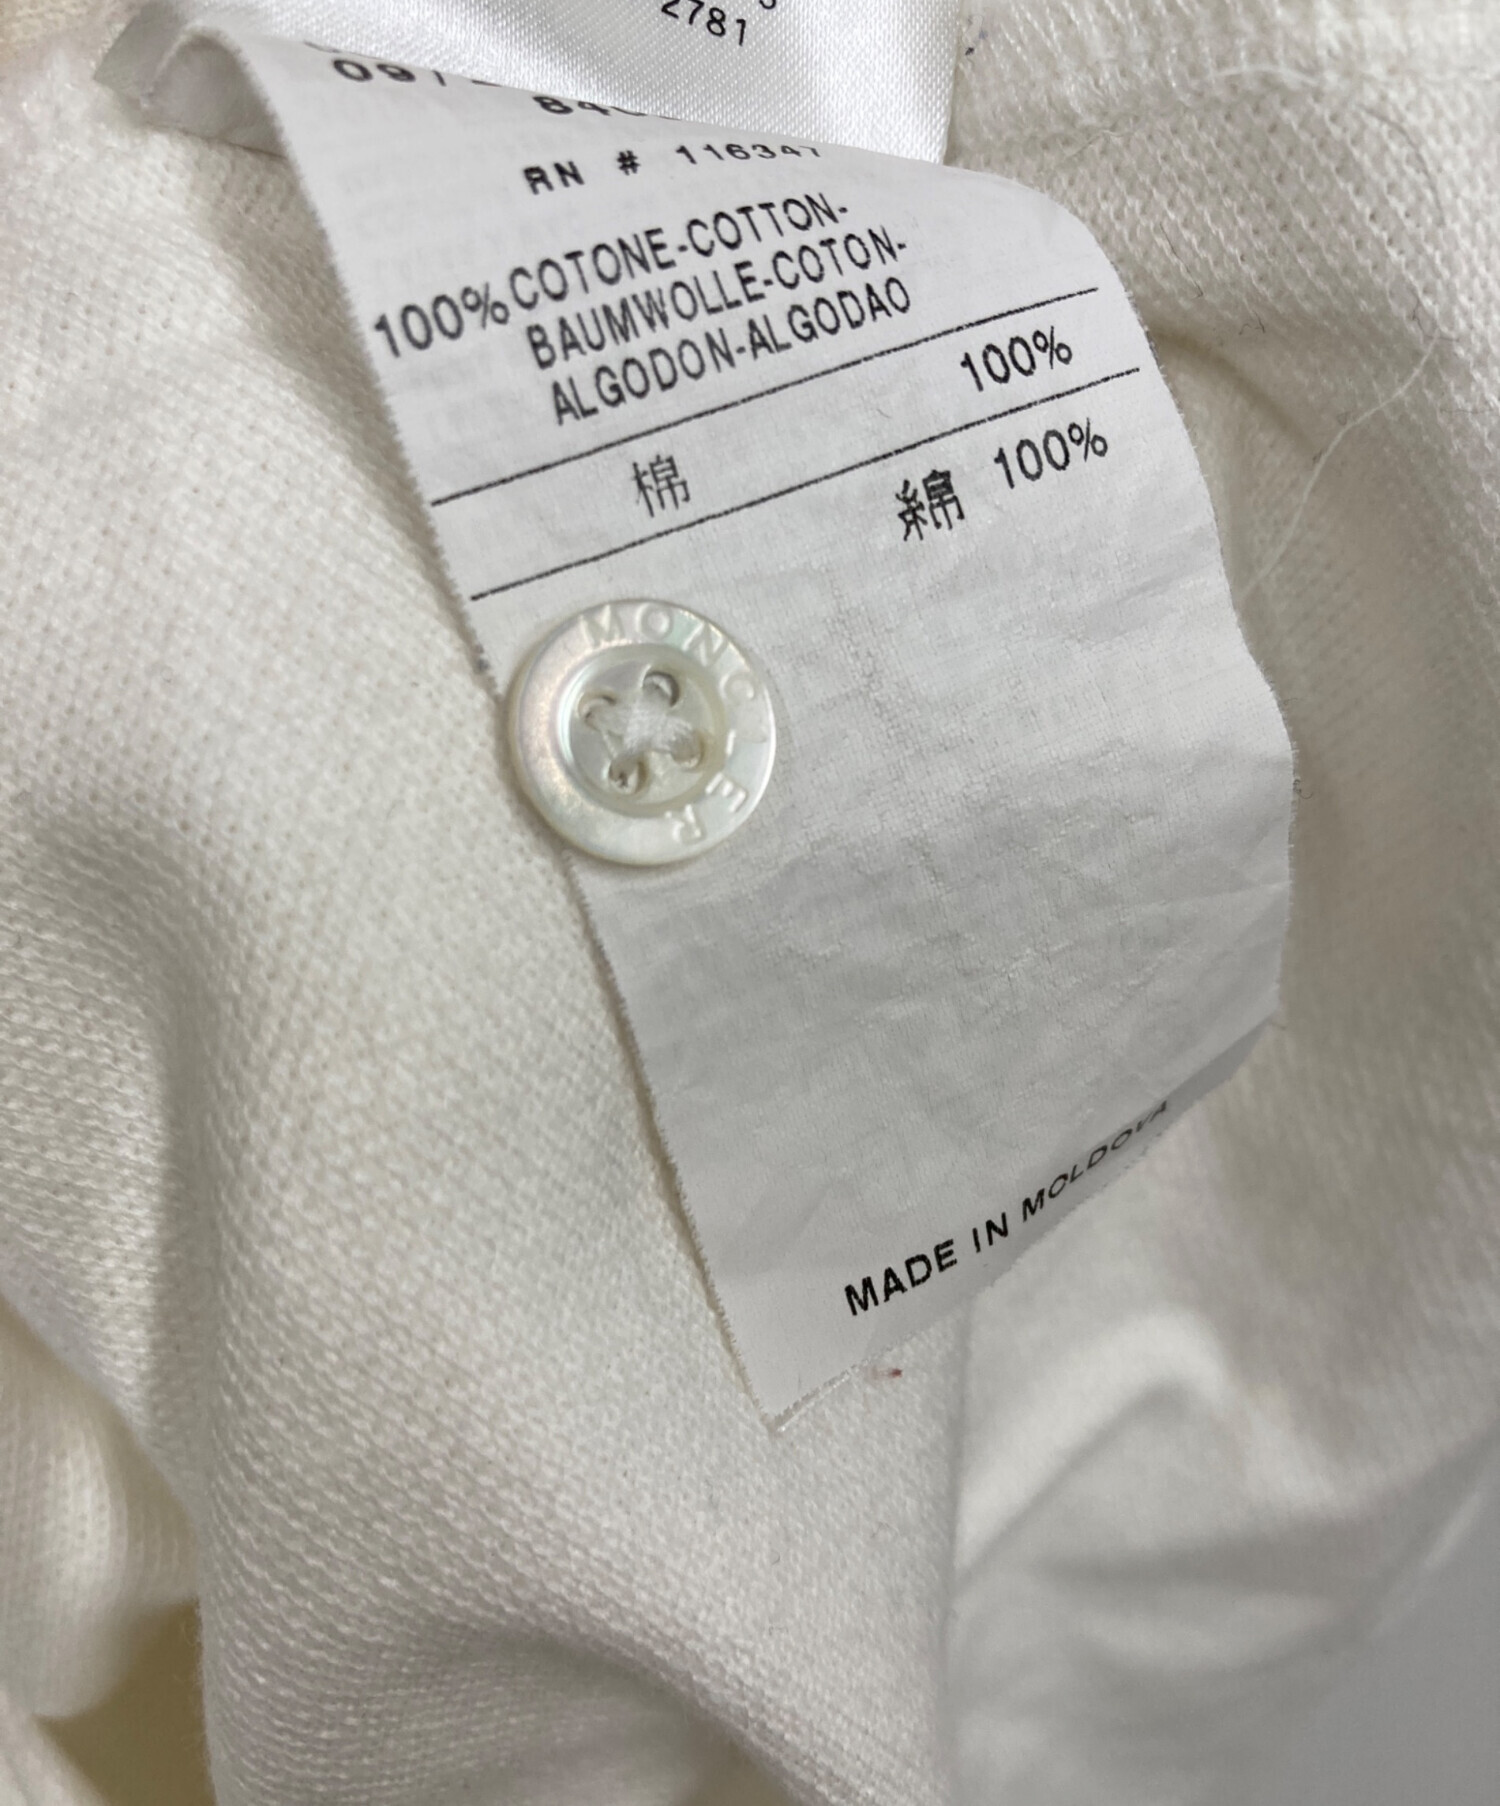 2781
RN # 116347
100% COTONE-COTTON-
BAUMWOLLE-COTON-
ALGODON-ALGODAO
棉 100%
綿 100%
MONCLER
MADE IN MOLDOVA